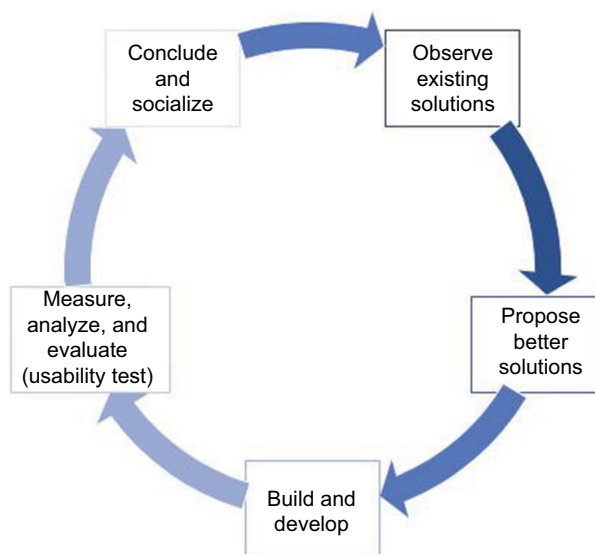 Conclude
and
socialize
Observe
existing
solutions
Propose
better
solutions
Build and
develop
Measure,
analyze, and
evaluate
(usability test)